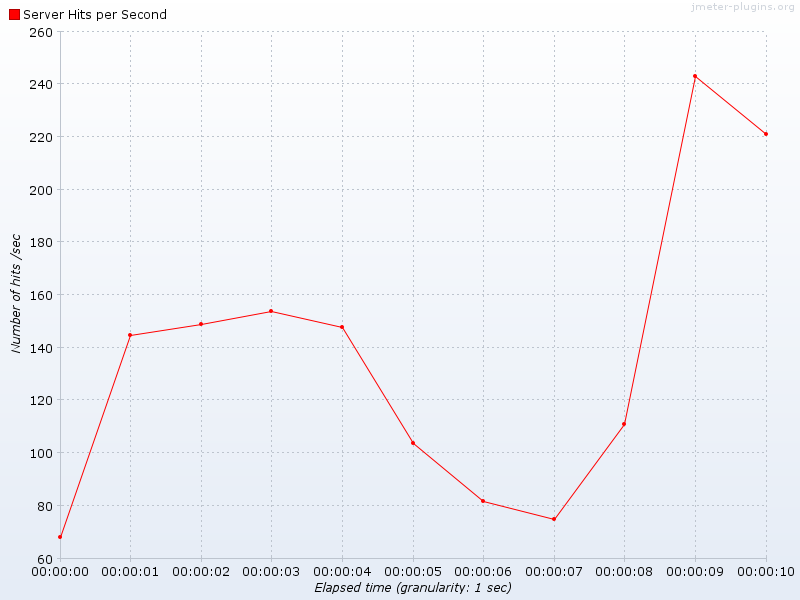 jmeter-plugins.org
Server Hits per Second
260
240
220
200
180
160
140
120
100
80
60
Number of hits /sec
00:00:00 00:00:01 00:00:02 00:00:03 00:00:04 00:00:05 00:00:06 00:00:07 00:00:08 00:00:09 00:00:10
Elapsed time (granularity: 1 sec)